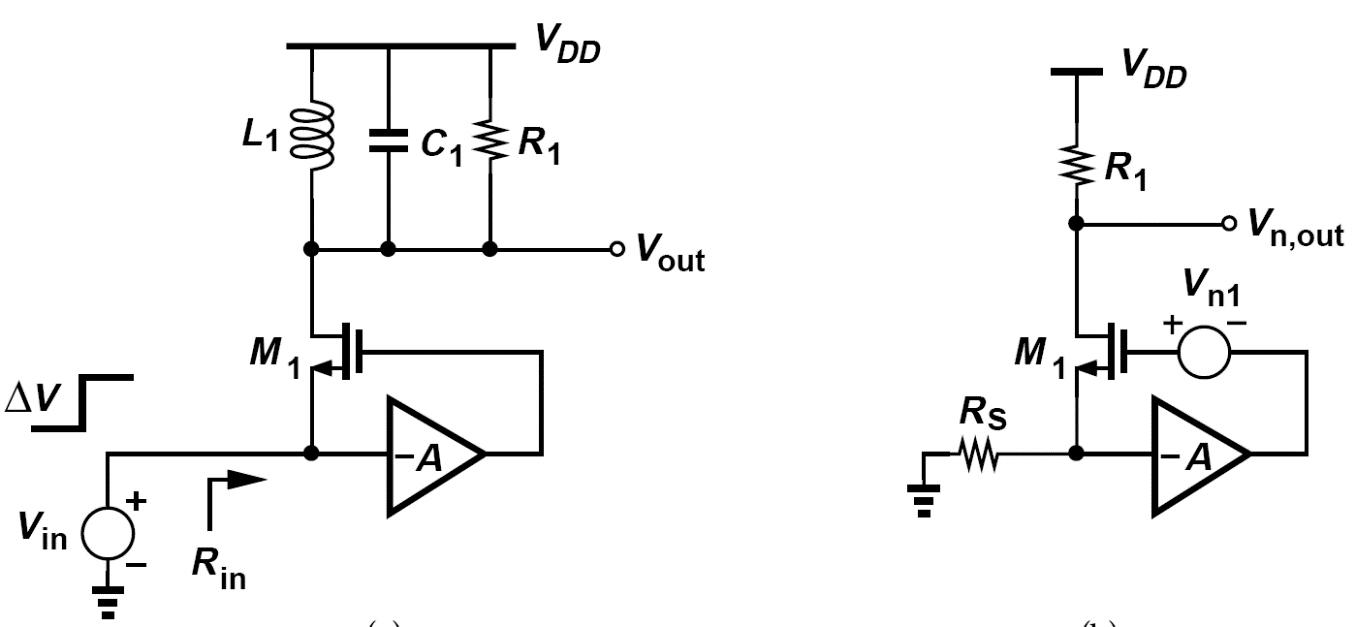 V_DD
L_1
C_1
R_1
V_out
M_1
ΔV
−A
V_in
+
−
R_in
(a)
V_DD
R_1
V_n,out
V_n1
+
−
M_1
R_S
−A
(b)